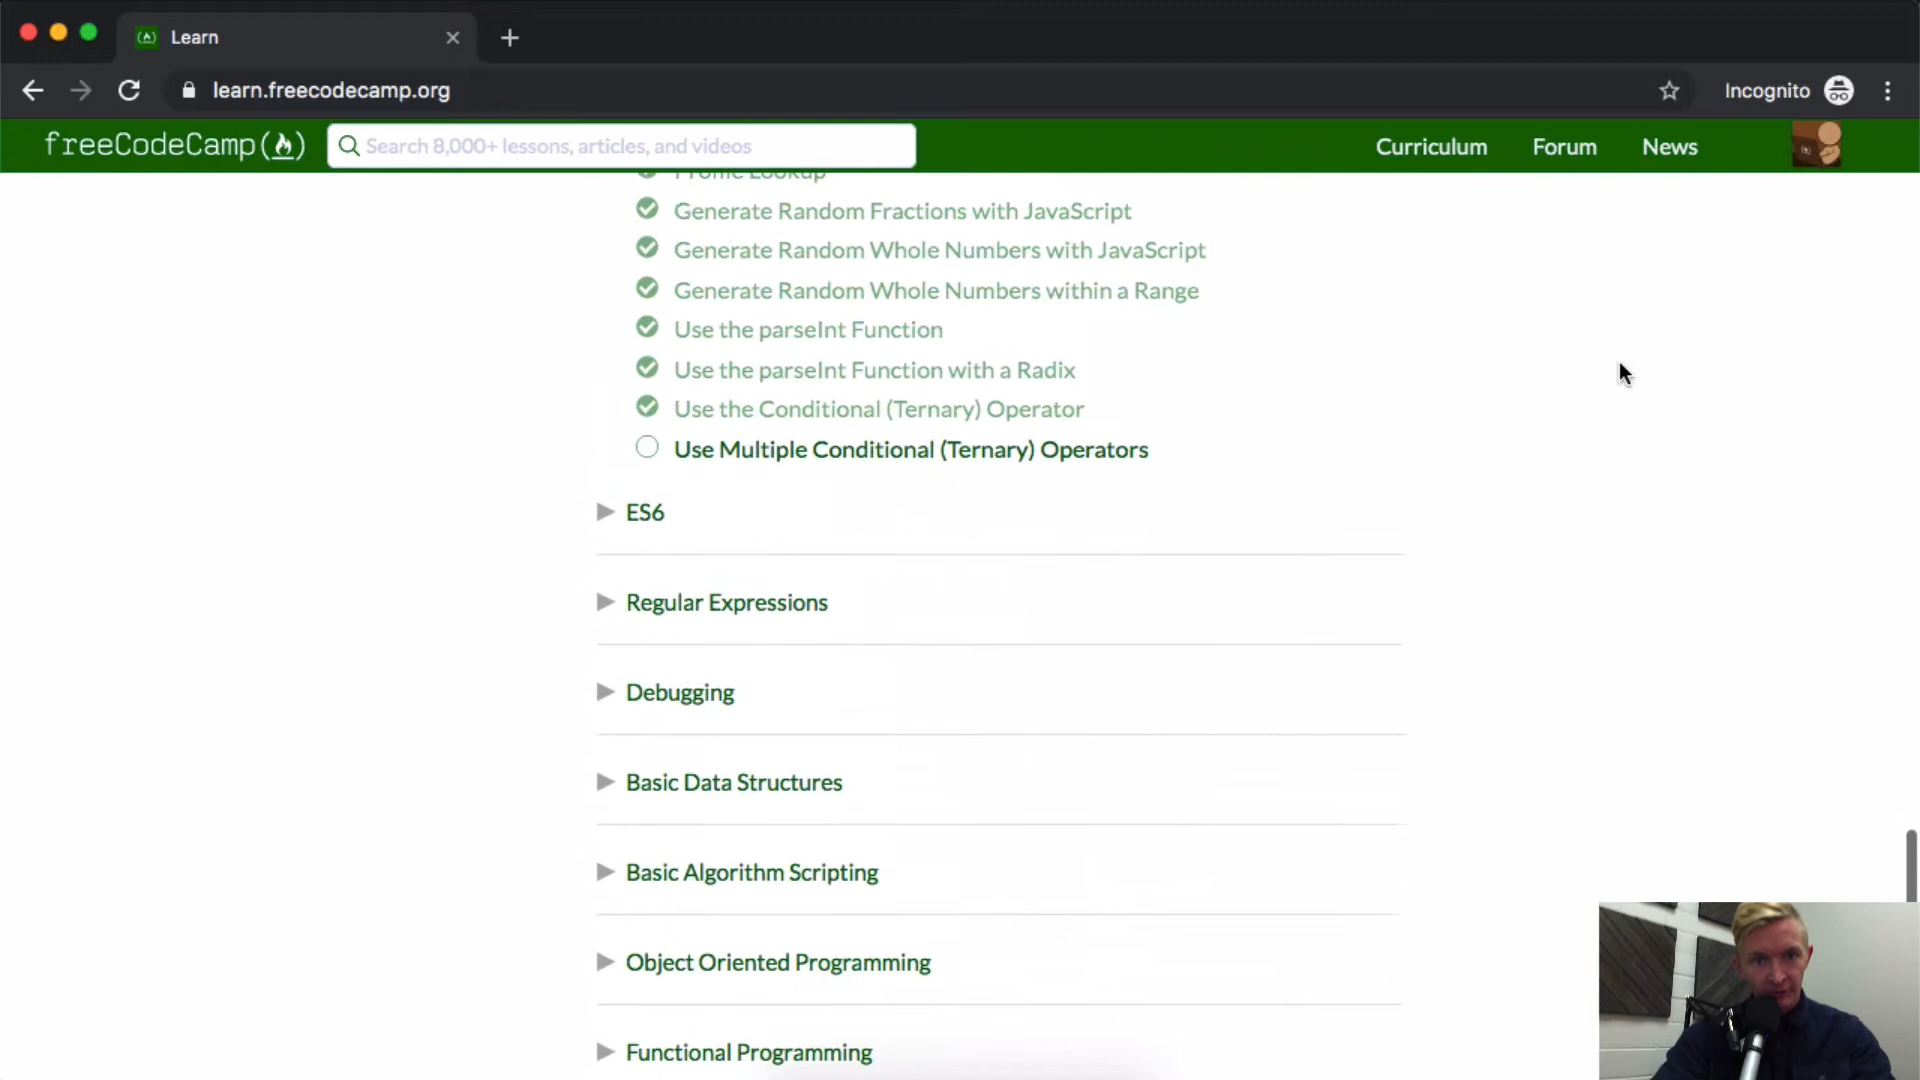 Learn
learn.freecodecamp.org
Incognito
freeCodeCamp
Search 8,000+ lessons, articles, and videos
Curriculum
Forum
News
Profile Lookup
Generate Random Fractions with JavaScript
Generate Random Whole Numbers with JavaScript
Generate Random Whole Numbers within a Range
Use the parseInt Function
Use the parseInt Function with a Radix
Use the Conditional (Ternary) Operator
Use Multiple Conditional (Ternary) Operators
ES6
Regular Expressions
Debugging
Basic Data Structures
Basic Algorithm Scripting
Object Oriented Programming
Functional Programming